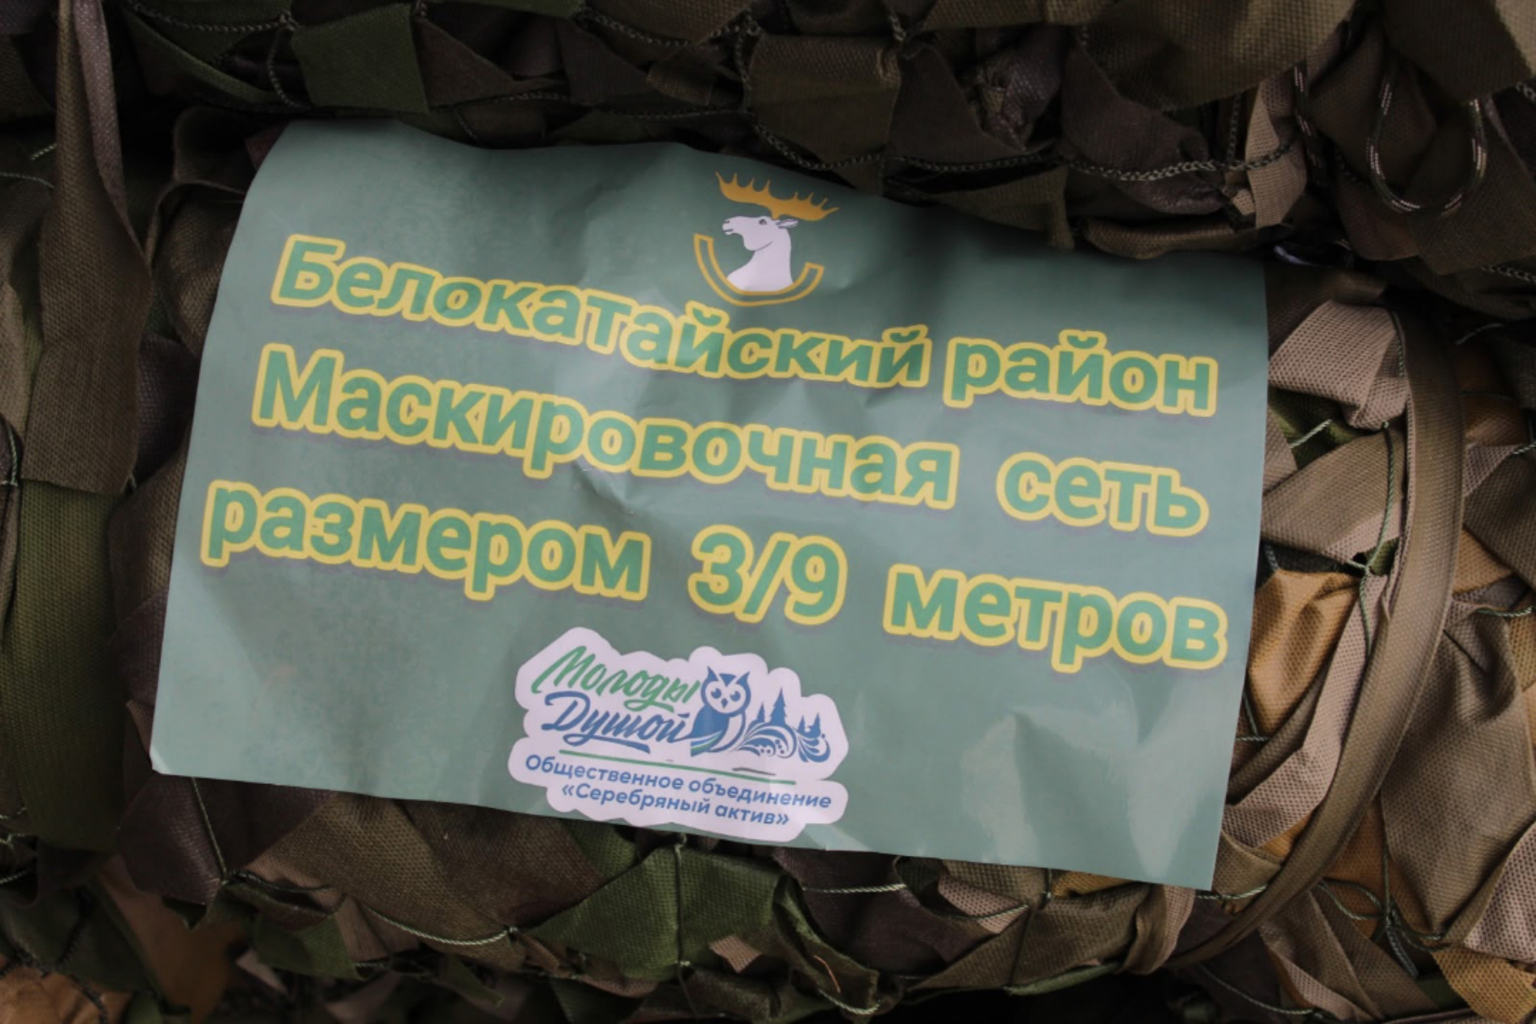 Белокатайский район
Маскировочная сеть
размером 3/9 метров
Молоды
Душой
Общественное объединение
«Серебряный актив»